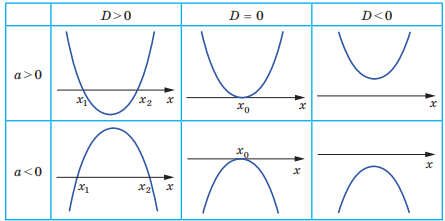 D>0 D = 0 D<0
a>0
x₁ x₂ x
x₀ x
x
a<0
x₁ x₂ x
x₀ x
x